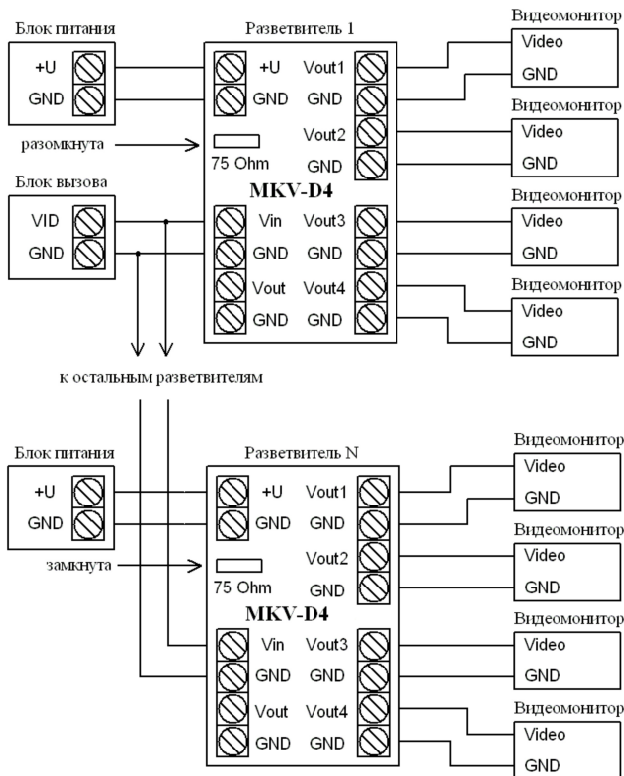 Блок питания
Разветвитель 1
Видеомонитор
+U
GND
+U
GND
Vout1
GND
Vout2
GND
Video
GND
Видеомонитор
Video
GND
разомкнута
75 Ohm
MKV-D4
Блок вызова
VID
GND
Vin
GND
Vout
GND
Vout3
GND
Vout4
GND
Видеомонитор
Video
GND
Видеомонитор
Video
GND
к остальным разветвителям
Блок питания
Разветвитель N
Видеомонитор
+U
GND
+U
GND
Vout1
GND
Vout2
GND
Video
GND
Видеомонитор
Video
GND
замкнута
75 Ohm
MKV-D4
Vin
GND
Vout
GND
Vout3
GND
Vout4
GND
Видеомонитор
Video
GND
Видеомонитор
Video
GND